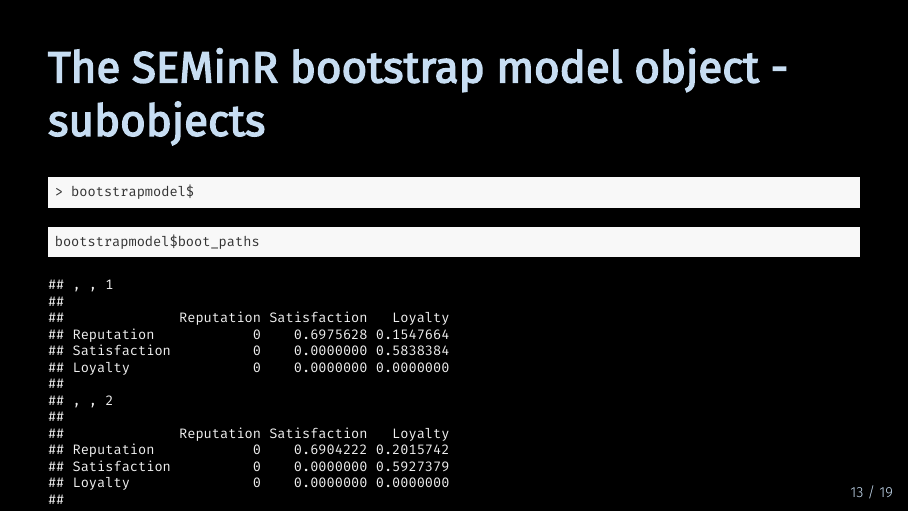 The SEMinR bootstrap model object -
subobjects
> bootstrapmodel$
bootstrapmodel$boot_paths
## , , 1
##
##              Reputation Satisfaction   Loyalty
## Reputation            0    0.6975628 0.1547664
## Satisfaction          0    0.0000000 0.5838384
## Loyalty               0    0.0000000 0.0000000
##
## , , 2
##
##              Reputation Satisfaction   Loyalty
## Reputation            0    0.6904222 0.2015742
## Satisfaction          0    0.0000000 0.5927379
## Loyalty               0    0.0000000 0.0000000
##
13 / 19